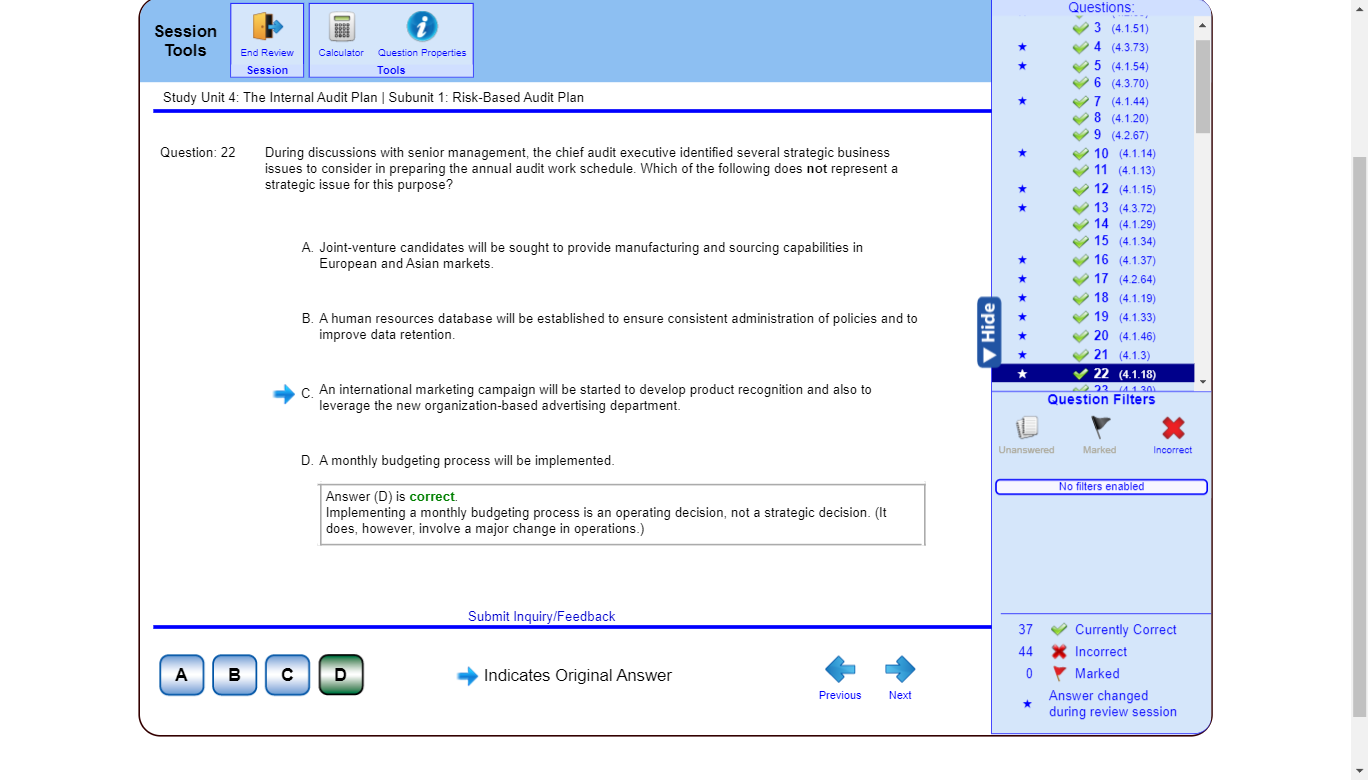 Session
Tools
End Review
Session
Calculator
Question Properties
Tools
Study Unit 4: The Internal Audit Plan | Subunit 1: Risk-Based Audit Plan
Question: 22
During discussions with senior management, the chief audit executive identified several strategic business
issues to consider in preparing the annual audit work schedule. Which of the following does not represent a
strategic issue for this purpose?
A. Joint-venture candidates will be sought to provide manufacturing and sourcing capabilities in
European and Asian markets.
B. A human resources database will be established to ensure consistent administration of policies and to
improve data retention.
C. An international marketing campaign will be started to develop product recognition and also to
leverage the new organization-based advertising department.
D. A monthly budgeting process will be implemented.
Answer (D) is correct.
Implementing a monthly budgeting process is an operating decision, not a strategic decision. (It
does, however, involve a major change in operations.)
Submit Inquiry/Feedback
A
B
C
D
Indicates Original Answer
Previous
Next
Hide
Questions:
3 (4.1.51)
★ 4 (4.3.73)
★ 5 (4.1.54)
6 (4.3.70)
★ 7 (4.1.44)
8 (4.1.20)
9 (4.2.67)
★ 10 (4.1.14)
11 (4.1.13)
★ 12 (4.1.15)
★ 13 (4.3.72)
14 (4.1.29)
15 (4.1.34)
★ 16 (4.1.37)
★ 17 (4.2.64)
★ 18 (4.1.19)
★ 19 (4.1.33)
★ 20 (4.1.46)
★ 21 (4.1.3)
★ 22 (4.1.18)
23 (4.1.30)
Question Filters
Unanswered
Marked
Incorrect
No filters enabled
37 Currently Correct
44 Incorrect
0 Marked
★ Answer changed
during review session